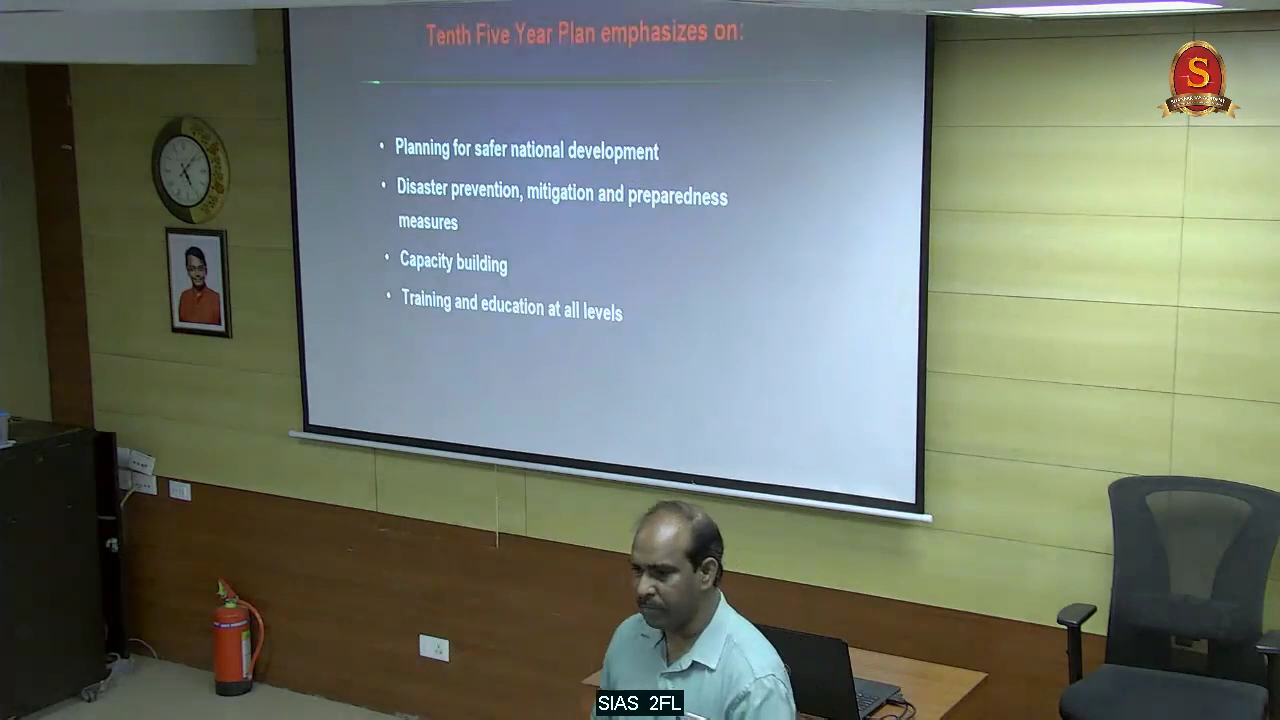 Tenth Five Year Plan emphasizes on:
• Planning for safer national development
• Disaster prevention, mitigation and preparedness
measures
• Capacity building
• Training and education at all levels
S
SIAS 2FL